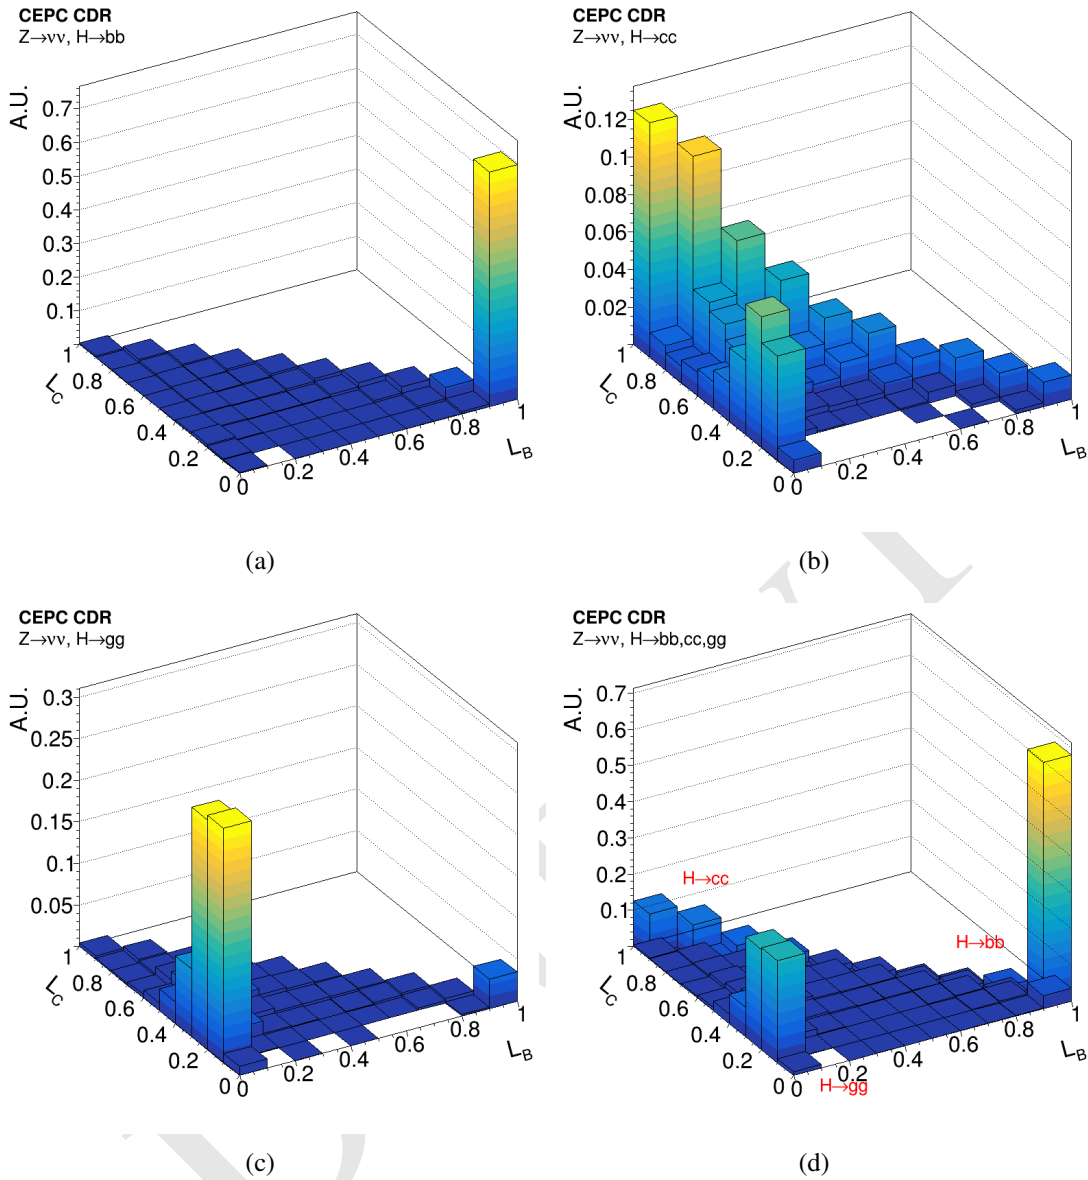 CEPC CDR
Z→νν, H→bb
A.U.
0.7
0.6
0.5
0.4
0.3
0.2
0.1
1
0.8
0.6
0.4
0.2
0
L_C
0
0.2
0.4
0.6
0.8
1
L_B
(a)
CEPC CDR
Z→νν, H→cc
A.U.
0.12
0.1
0.08
0.06
0.04
0.02
1
0.8
0.6
0.4
0.2
0
L_C
0
0.2
0.4
0.6
0.8
1
L_B
(b)
CEPC CDR
Z→νν, H→gg
A.U.
0.3
0.25
0.2
0.15
0.1
0.05
1
0.8
0.6
0.4
0.2
0
L_C
0
0.2
0.4
0.6
0.8
1
L_B
(c)
CEPC CDR
Z→νν, H→bb,cc,gg
A.U.
0.7
0.6
0.5
0.4
0.3
0.2
0.1
H→cc
H→bb
1
0.8
0.6
0.4
0.2
0
L_C
0
0.2
0.4
0.6
0.8
1
L_B
H→gg
(d)